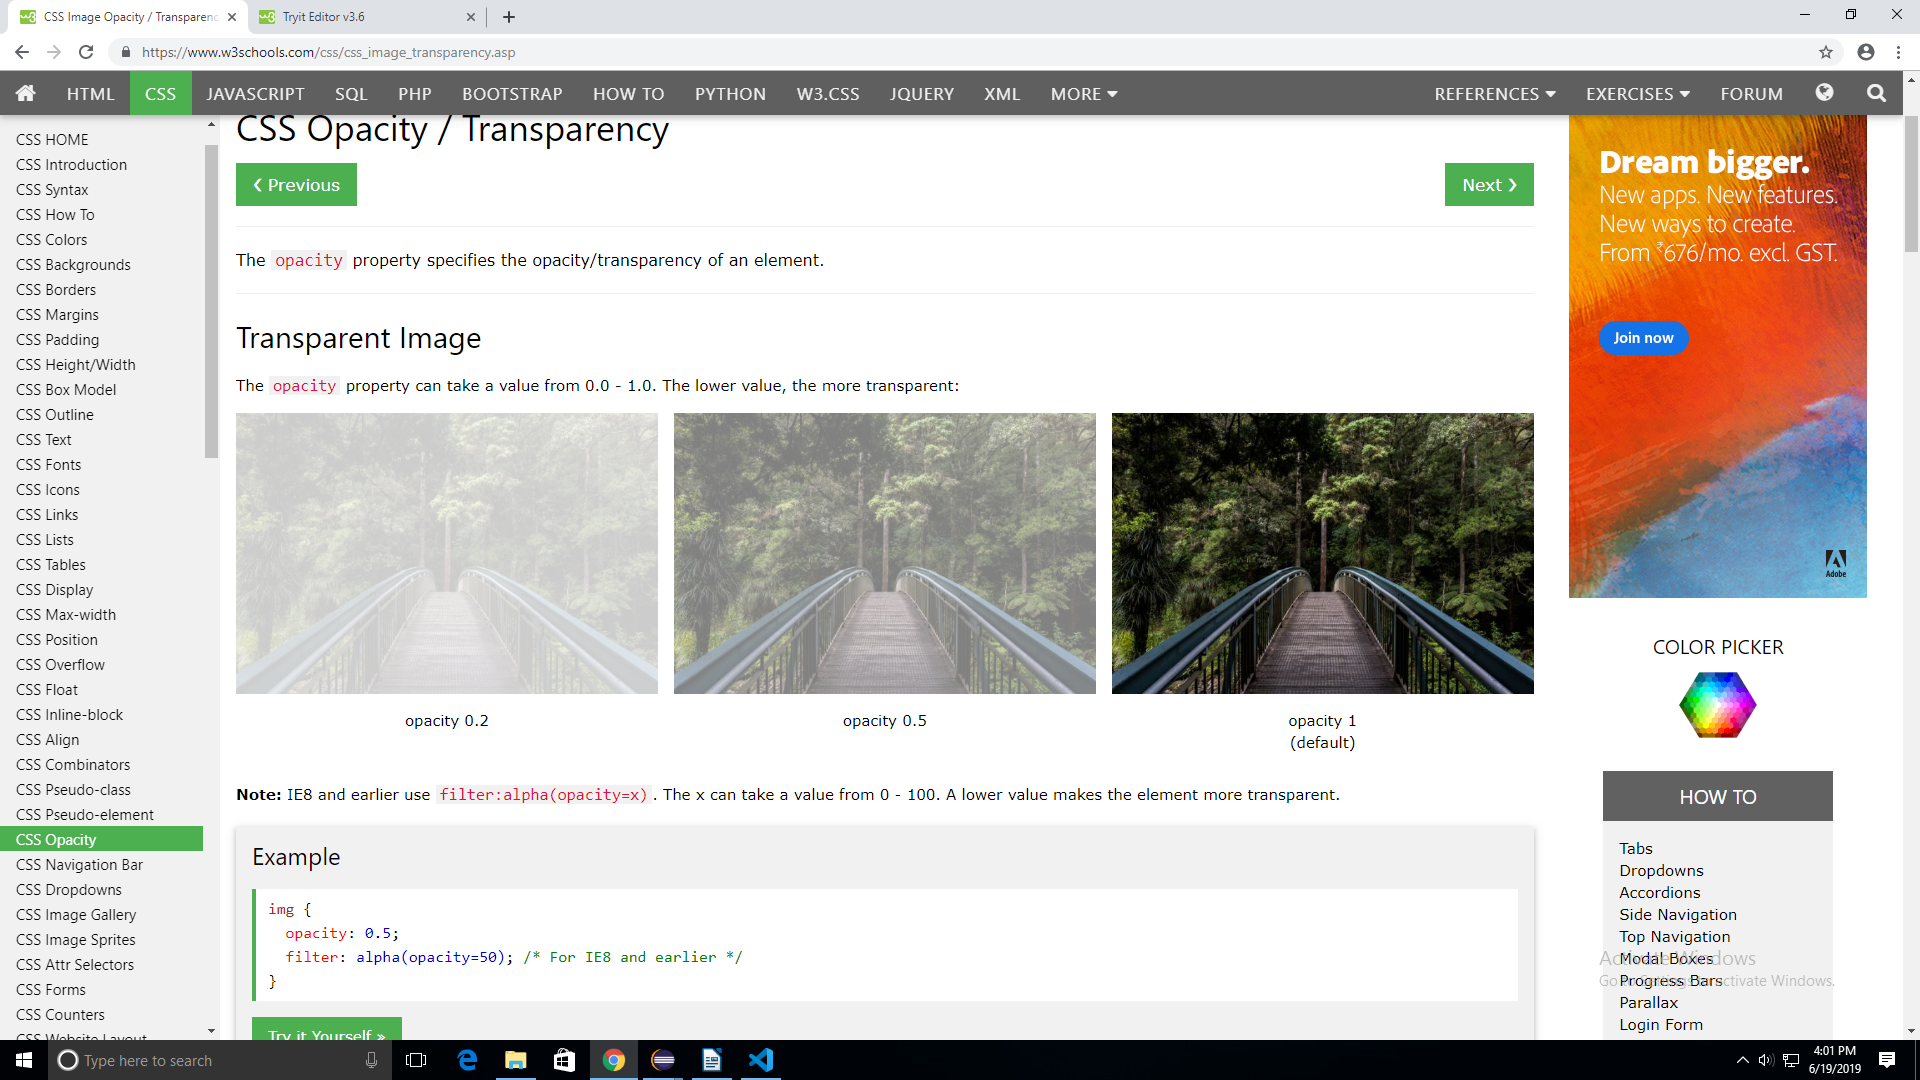 CSS Image Opacity / Transparenc
Tryit Editor v3.6
https://www.w3schools.com/css/css_image_transparency.asp
HTML CSS JAVASCRIPT SQL PHP BOOTSTRAP HOW TO PYTHON W3.CSS JQUERY XML MORE REFERENCES EXERCISES FORUM
CSS HOME
CSS Introduction
CSS Syntax
CSS How To
CSS Colors
CSS Backgrounds
CSS Borders
CSS Margins
CSS Padding
CSS Height/Width
CSS Box Model
CSS Outline
CSS Text
CSS Fonts
CSS Icons
CSS Links
CSS Lists
CSS Tables
CSS Display
CSS Max-width
CSS Position
CSS Overflow
CSS Float
CSS Inline-block
CSS Align
CSS Combinators
CSS Pseudo-class
CSS Pseudo-element
CSS Opacity
CSS Navigation Bar
CSS Dropdowns
CSS Image Gallery
CSS Image Sprites
CSS Attr Selectors
CSS Forms
CSS Counters
CSS Website Layout
CSS Opacity / Transparency
❮ Previous
Next ❯
The opacity property specifies the opacity/transparency of an element.
Transparent Image
The opacity property can take a value from 0.0 - 1.0. The lower value, the more transparent:
opacity 0.2
opacity 0.5
opacity 1
(default)
Note: IE8 and earlier use filter:alpha(opacity=x). The x can take a value from 0 - 100. A lower value makes the element more transparent.
Example
img {
opacity: 0.5;
filter: alpha(opacity=50); /* For IE8 and earlier */
}
Try it Yourself »
Dream bigger.
New apps. New features.
New ways to create.
From ₹676/mo. excl. GST.
Join now
Adobe
COLOR PICKER
HOW TO
Tabs
Dropdowns
Accordions
Side Navigation
Top Navigation
Modal Boxes
Progress Bars
Parallax
Login Form
Activate Windows
Go to Settings to activate Windows.
Type here to search
4:01 PM
6/19/2019